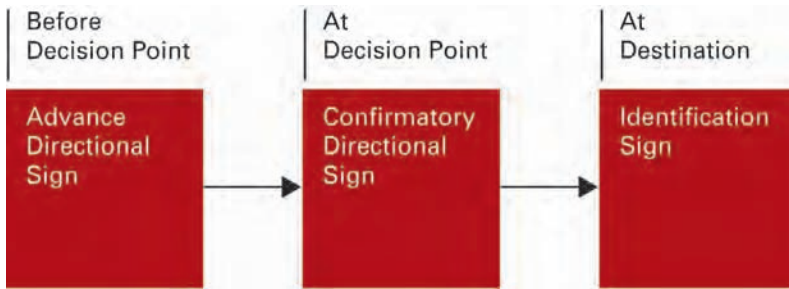 Before
Decision Point
At
Decision Point
At
Destination
Advance
Directional
Sign
Confirmatory
Directional
Sign
Identification
Sign